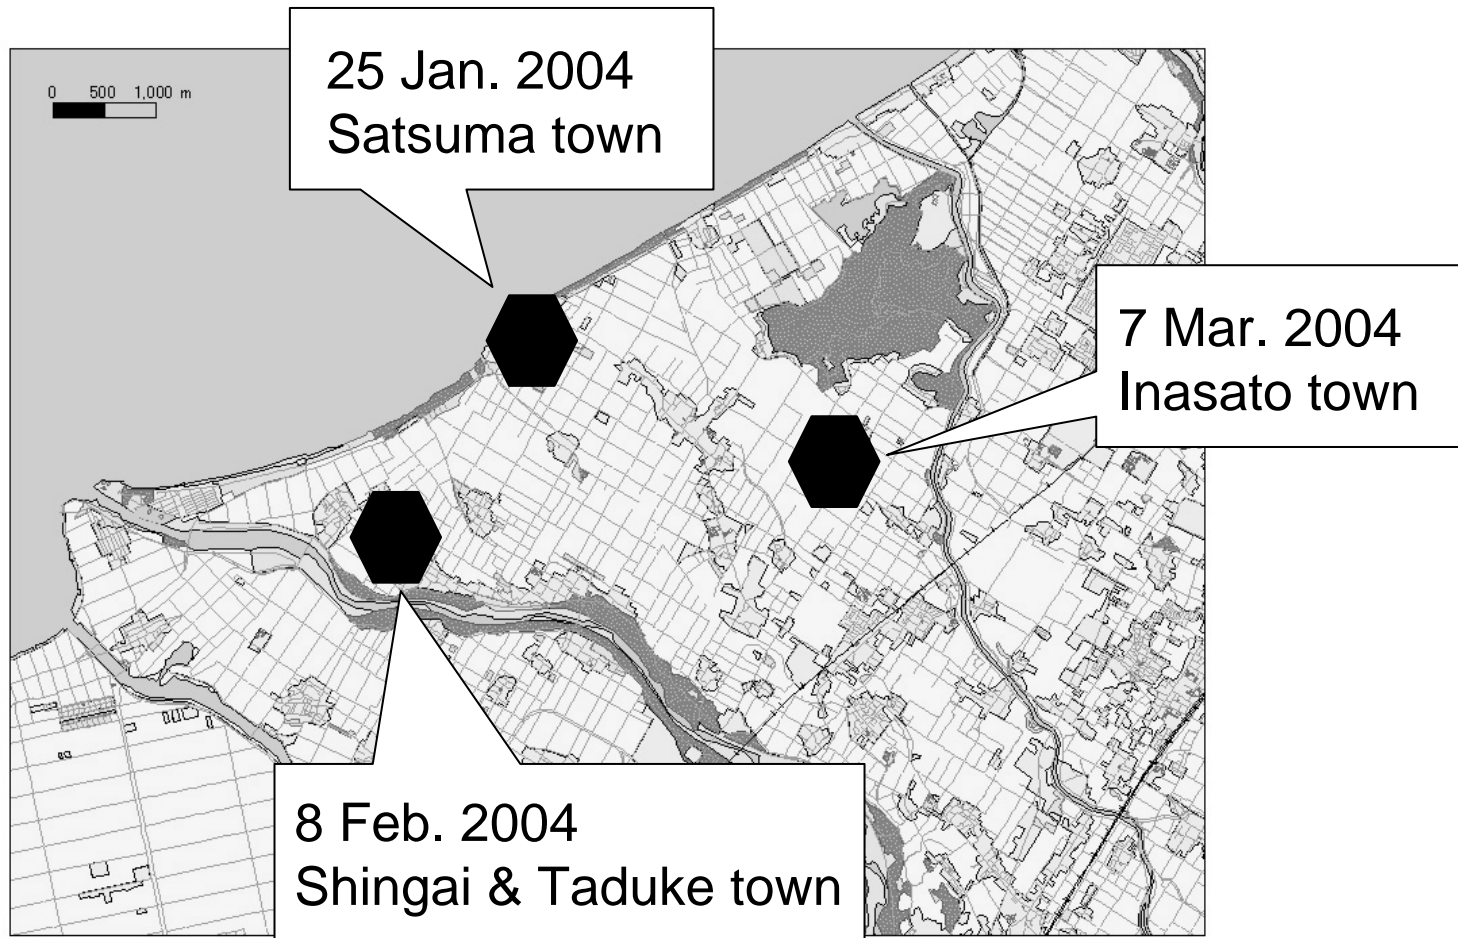 25 Jan. 2004
Satsuma town
0 500 1,000 m
7 Mar. 2004
Inasato town
8 Feb. 2004
Shingai & Taduke town